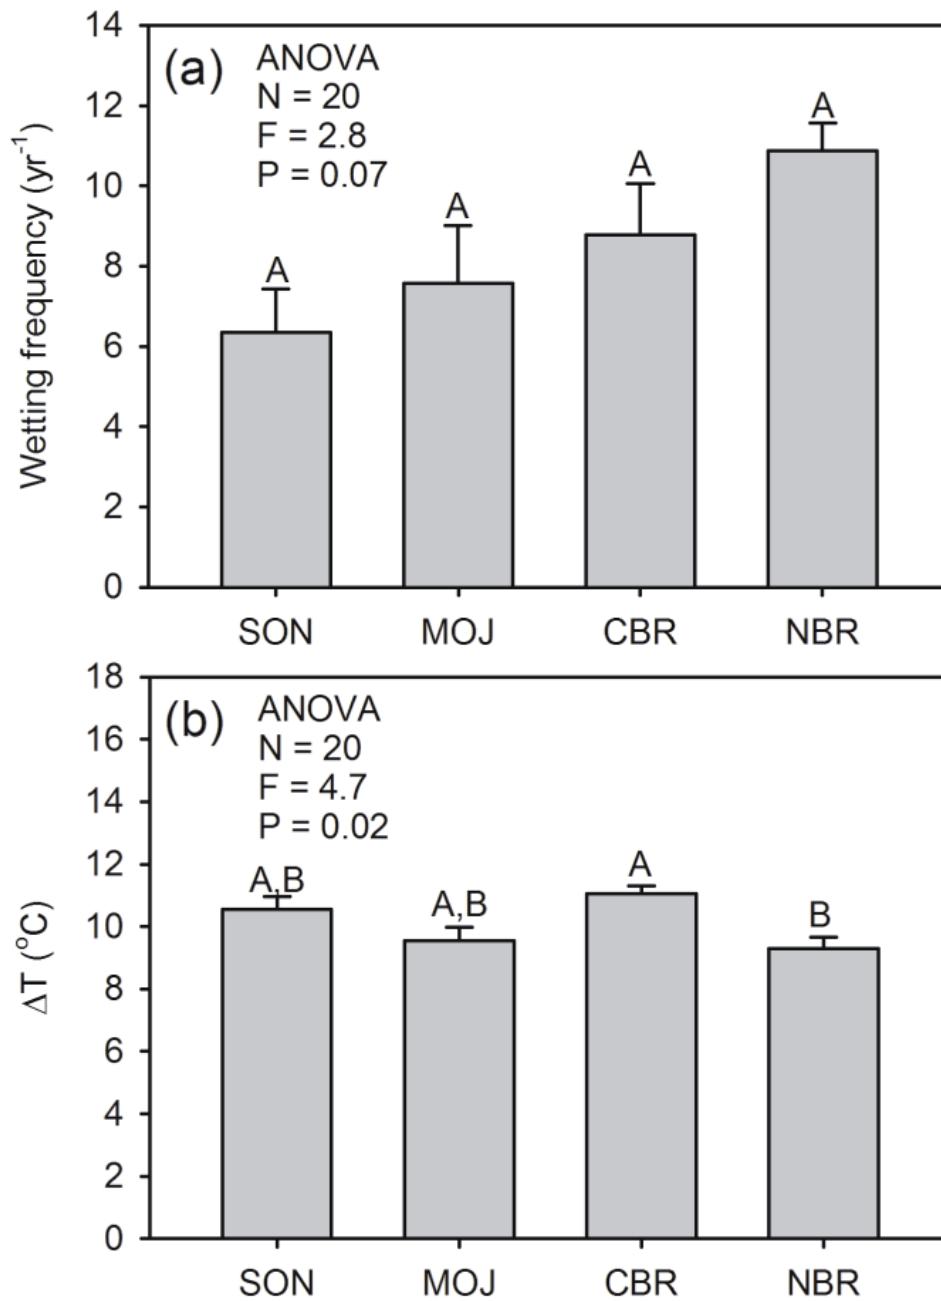 (a)
ANOVA
N = 20
F = 2.8
P = 0.07
Wetting frequency (yr⁻¹)
14
12
10
8
6
4
2
0
A
A
A
A
SON
MOJ
CBR
NBR
(b)
ANOVA
N = 20
F = 4.7
P = 0.02
ΔT (°C)
18
16
14
12
10
8
6
4
2
0
A,B
A,B
A
B
SON
MOJ
CBR
NBR